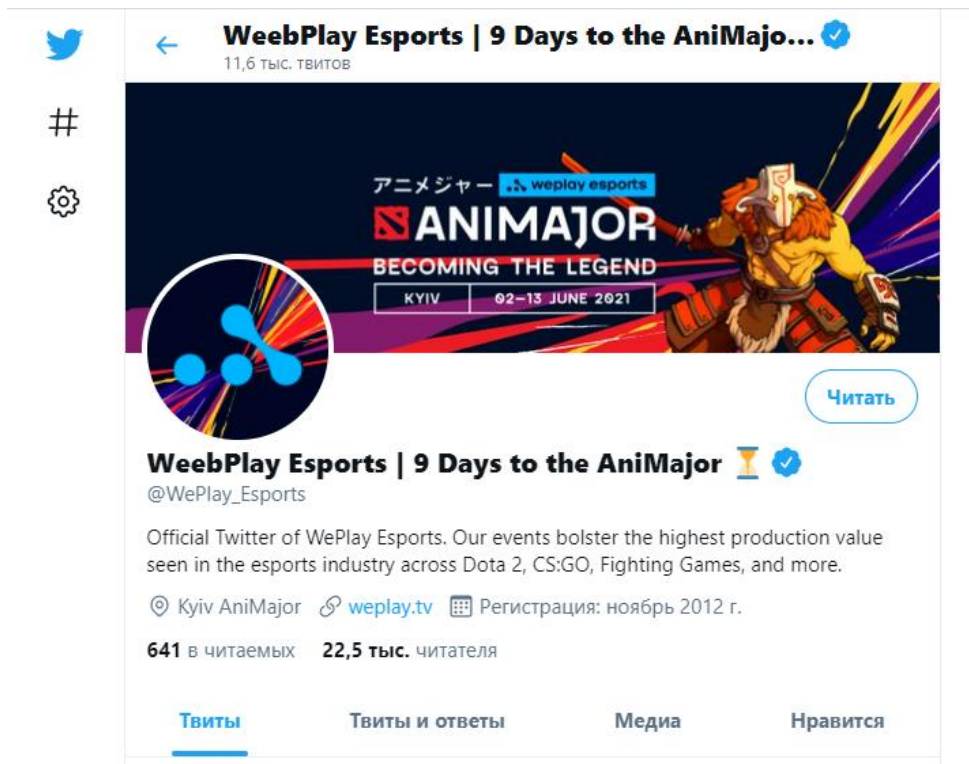 WeebPlay Esports | 9 Days to the AniMajo...
11,6 тыс. твитов
アニメジャー weplay esports
ANIMAJOR
BECOMING THE LEGEND
KYIV 02–13 JUNE 2021
Читать
WeebPlay Esports | 9 Days to the AniMajor ⏳
@WePlay_Esports
Official Twitter of WePlay Esports. Our events bolster the highest production value
seen in the esports industry across Dota 2, CS:GO, Fighting Games, and more.
Kyiv AniMajor weplay.tv Регистрация: ноябрь 2012 г.
641 в читаемых 22,5 тыс. читателя
Твиты Твиты и ответы Медиа Нравится